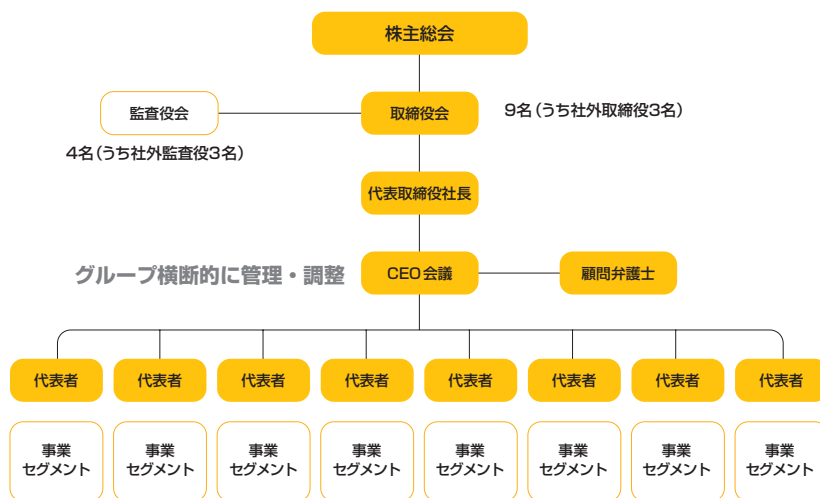 株主総会
監査役会
取締役会
9名(うち社外取締役3名)
4名(うち社外監査役3名)
代表取締役社長
グループ横断的に管理・調整
CEO会議
顧問弁護士
代表者
代表者
代表者
代表者
代表者
代表者
代表者
代表者
事業
セグメント
事業
セグメント
事業
セグメント
事業
セグメント
事業
セグメント
事業
セグメント
事業
セグメント
事業
セグメント